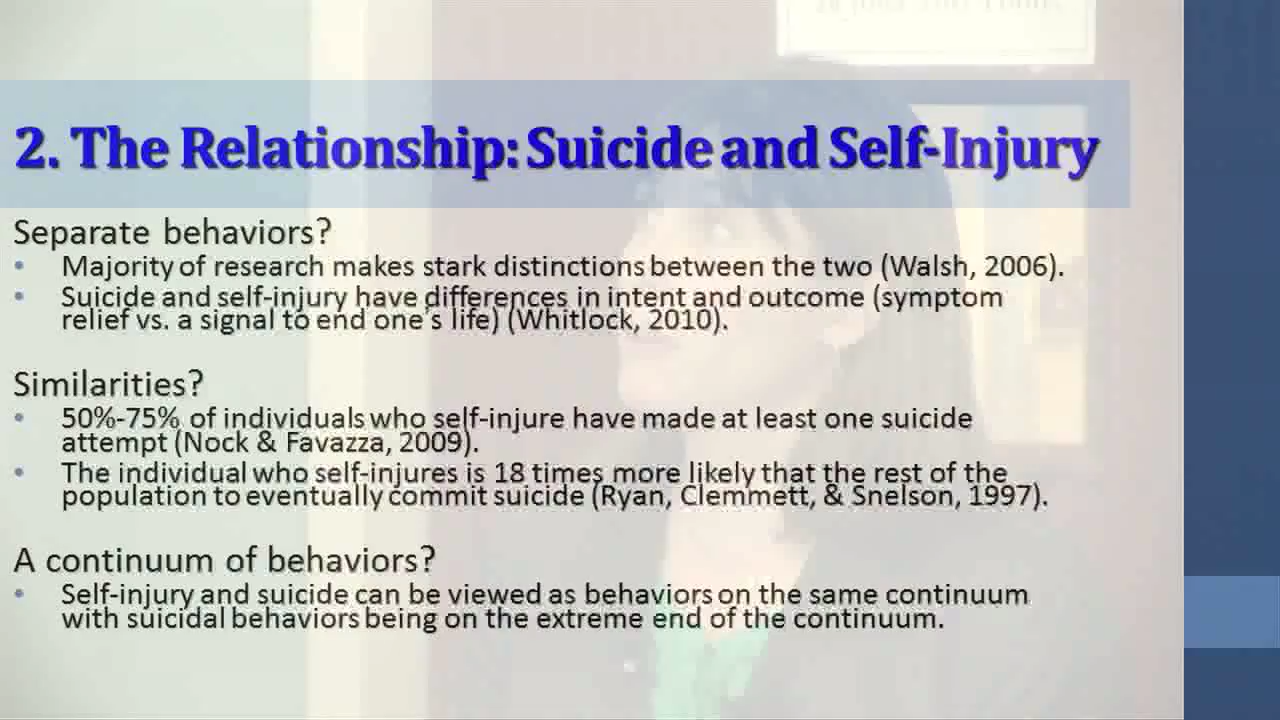 2. The Relationship: Suicide and Self-Injury
Separate behaviors?
• Majority of research makes stark distinctions between the two (Walsh, 2006).
• Suicide and self-injury have differences in intent and outcome (symptom
relief vs. a signal to end one's life) (Whitlock, 2010).
Similarities?
• 50%-75% of individuals who self-injure have made at least one suicide
attempt (Nock & Favazza, 2009).
• The individual who self-injures is 18 times more likely that the rest of the
population to eventually commit suicide (Ryan, Clemmett, & Snelson, 1997).
A continuum of behaviors?
• Self-injury and suicide can be viewed as behaviors on the same continuum
with suicidal behaviors being on the extreme end of the continuum.